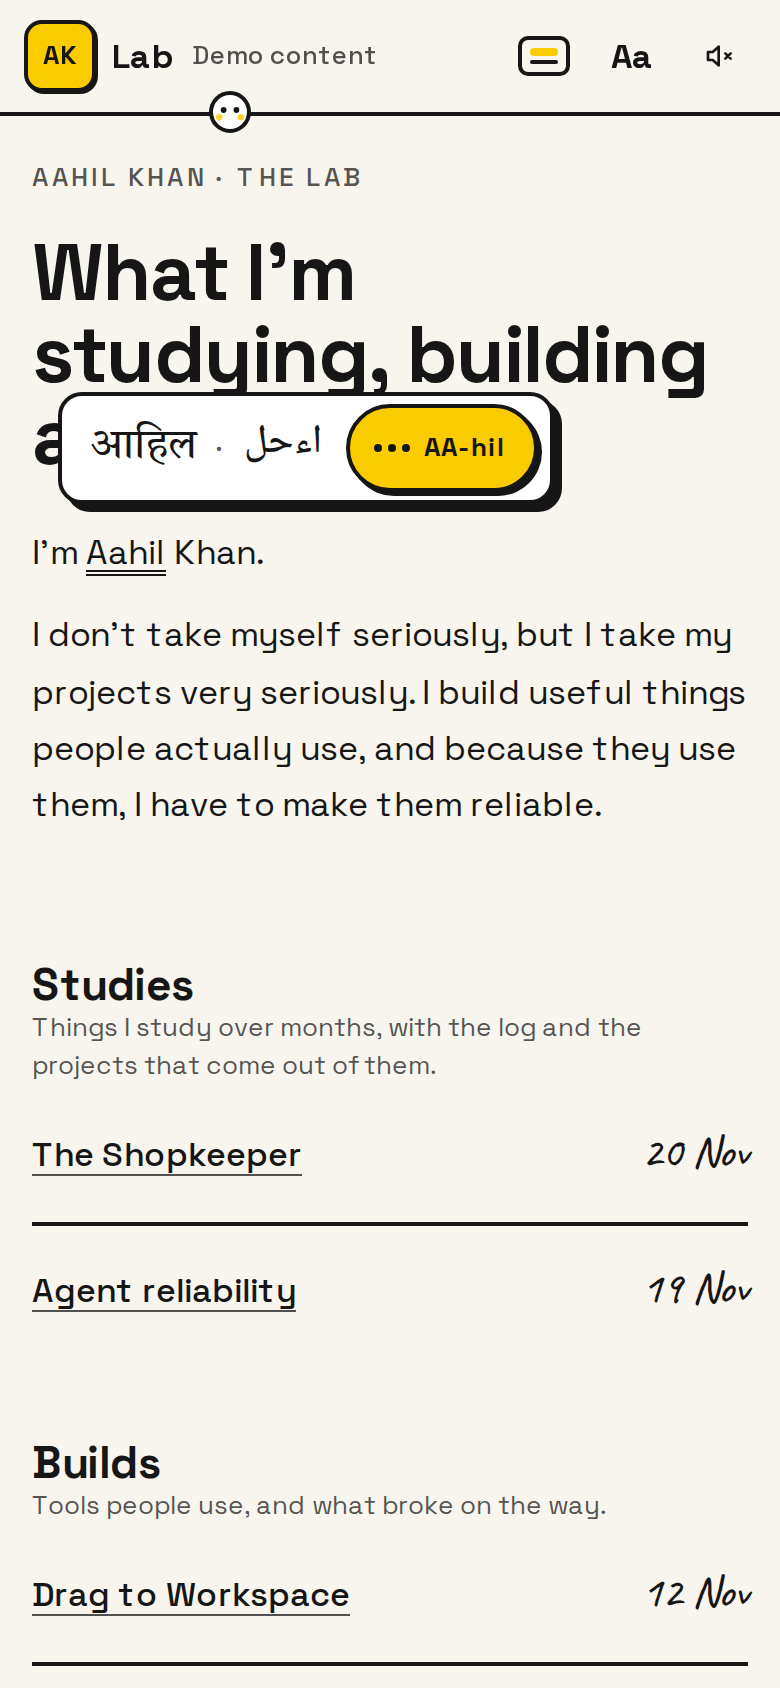 AK Lab Demo content Aa
AAHIL KHAN · THE LAB
What I'm
studying, building
आहिल · اءحل AA-hil
I'm Aahil Khan.
I don't take myself seriously, but I take my
projects very seriously. I build useful things
people actually use, and because they use
them, I have to make them reliable.
Studies
Things I study over months, with the log and the
projects that come out of them.
The Shopkeeper 20 Nov
Agent reliability 19 Nov
Builds
Tools people use, and what broke on the way.
Drag to Workspace 12 Nov